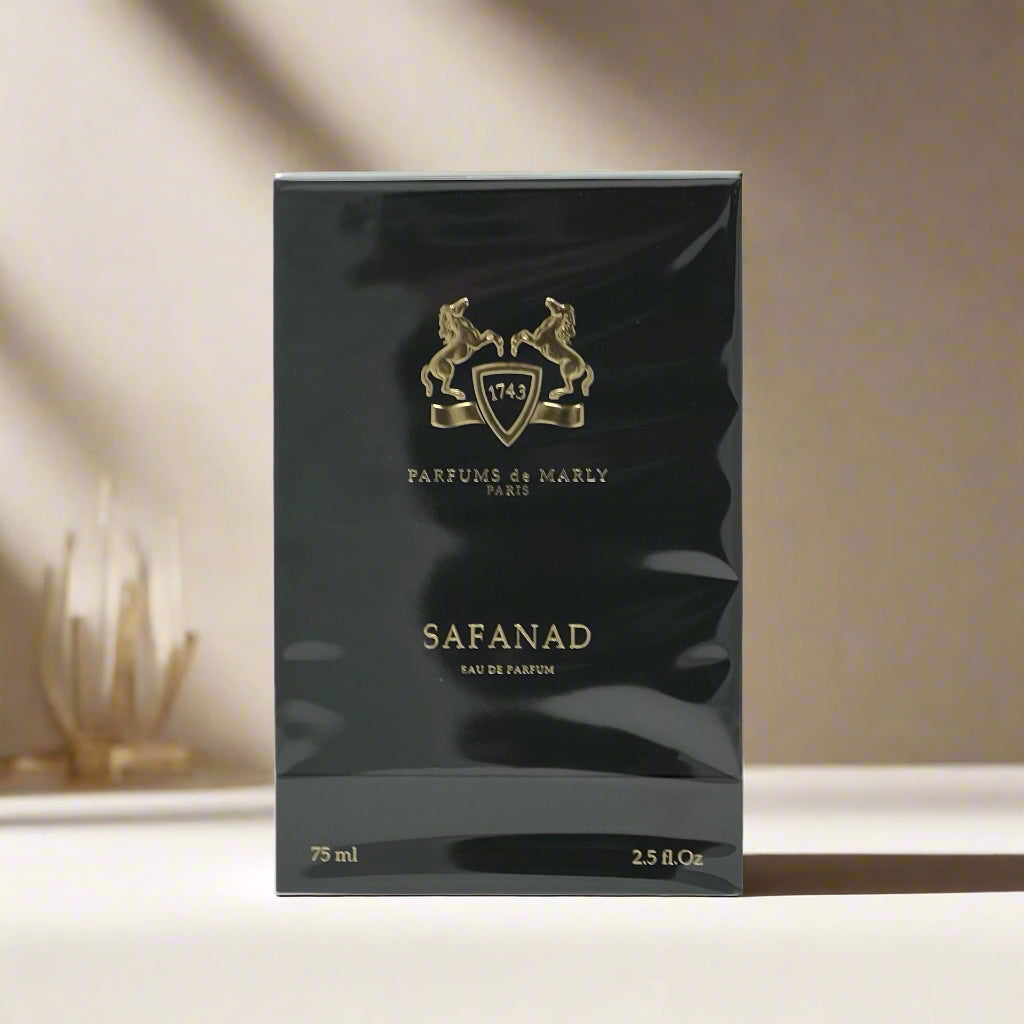 1743
PARFUMS de MARLY
PARIS
SAFANAD
EAU DE PARFUM
75 ml
2.5 fl.Oz